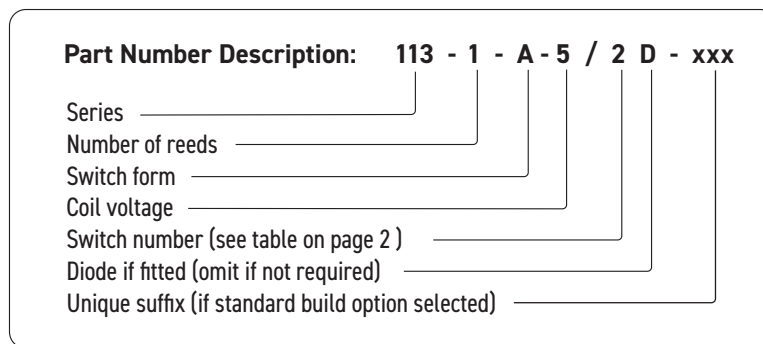 Part Number Description: 113 - 1 - A - 5 / 2 D - xxx
Series
Number of reeds
Switch form
Coil voltage
Switch number (see table on page 2 )
Diode if fitted (omit if not required)
Unique suffix (if standard build option selected)